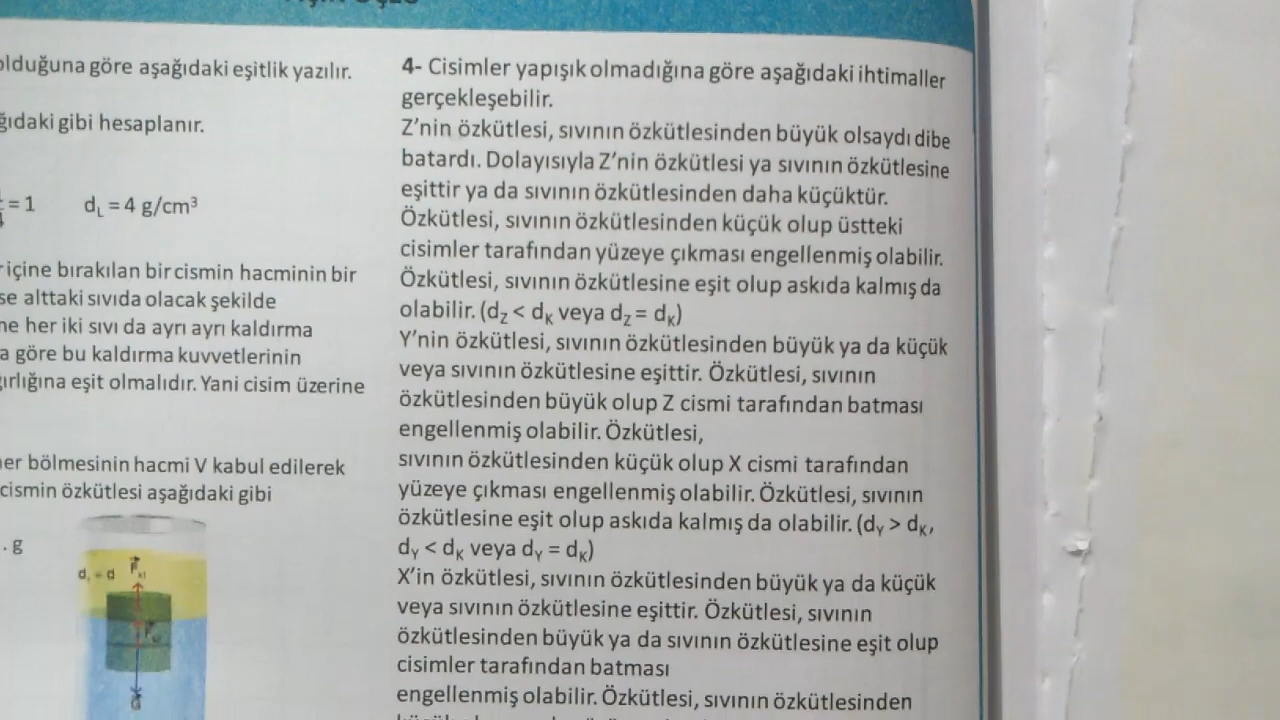 olduğuna göre aşağıdaki eşitlik yazılır.
ğıdaki gibi hesaplanır.
= 1 d_L = 4 g/cm³
içine bırakılan bir cismin hacminin bir
se alttaki sıvıda olacak şekilde
ne her iki sıvı da ayrı ayrı kaldırma
a göre bu kaldırma kuvvetlerinin
ğırlığına eşit olmalıdır. Yani cisim üzerine
her bölmesinin hacmi V kabul edilerek
cismin özkütlesi aşağıdaki gibi
. g
4- Cisimler yapışık olmadığına göre aşağıdaki ihtimaller
gerçekleşebilir.
Z’nin özkütlesi, sıvının özkütlesinden büyük olsaydı dibe
batardı. Dolayısıyla Z’nin özkütlesi ya sıvının özkütlesine
eşittir ya da sıvının özkütlesinden daha küçüktür.
Özkütlesi, sıvının özkütlesinden küçük olup üstteki
cisimler tarafından yüzeye çıkması engellenmiş olabilir.
Özkütlesi, sıvının özkütlesine eşit olup askıda kalmış da
olabilir. (d_Z < d_K veya d_Z = d_K)
Y’nin özkütlesi, sıvının özkütlesinden büyük ya da küçük
veya sıvının özkütlesine eşittir. Özkütlesi, sıvının
özkütlesinden büyük olup Z cismi tarafından batması
engellenmiş olabilir. Özkütlesi,
sıvının özkütlesinden küçük olup X cismi tarafından
yüzeye çıkması engellenmiş olabilir. Özkütlesi, sıvının
özkütlesine eşit olup askıda kalmış da olabilir. (d_Y > d_K,
d_Y < d_K veya d_Y = d_K)
X’in özkütlesi, sıvının özkütlesinden büyük ya da küçük
veya sıvının özkütlesine eşittir. Özkütlesi, sıvının
özkütlesinden büyük ya da sıvının özkütlesine eşit olup
cisimler tarafından batması
engellenmiş olabilir. Özkütlesi, sıvının özkütlesinden